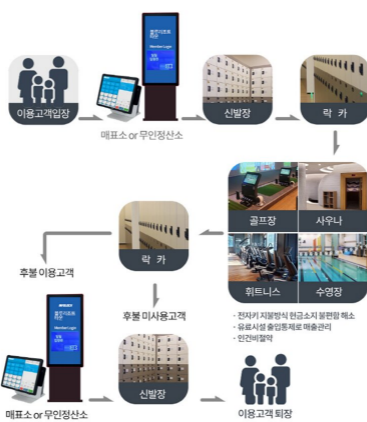 이용고객입장
Member Login
매표소 or 무인정산소
신발장
락 카
골프장
사우나
휘트니스
수영장
- 전자키 지불방식 현금소지 불편함 해소
- 유료시설 출입통제로 매출관리
- 인건비절약
락 카
후불 이용고객
후불 미사용고객
Member Login
매표소 or 무인정산소
신발장
이용고객 퇴장